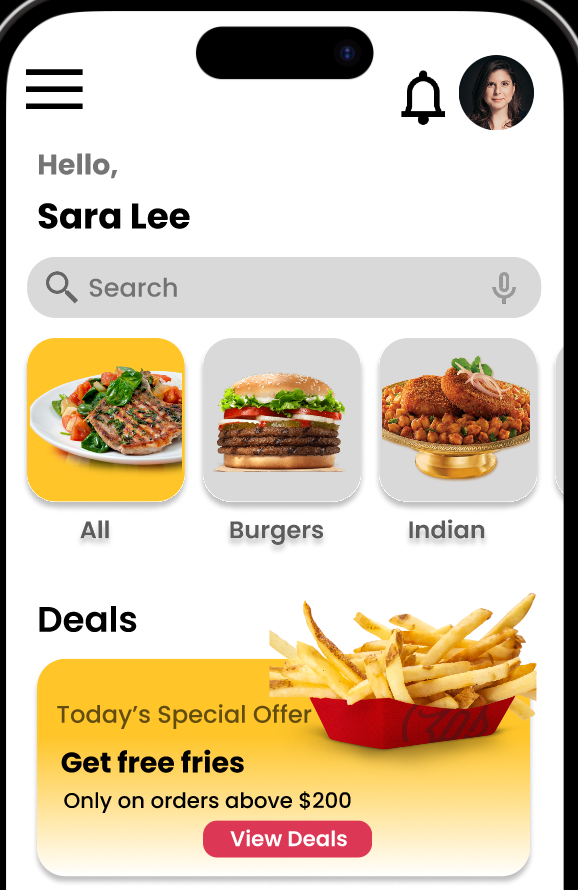 Hello,
Sara Lee
Search
All
Burgers
Indian
Deals
Today's Special Offer
Get free fries
Only on orders above $200
View Deals